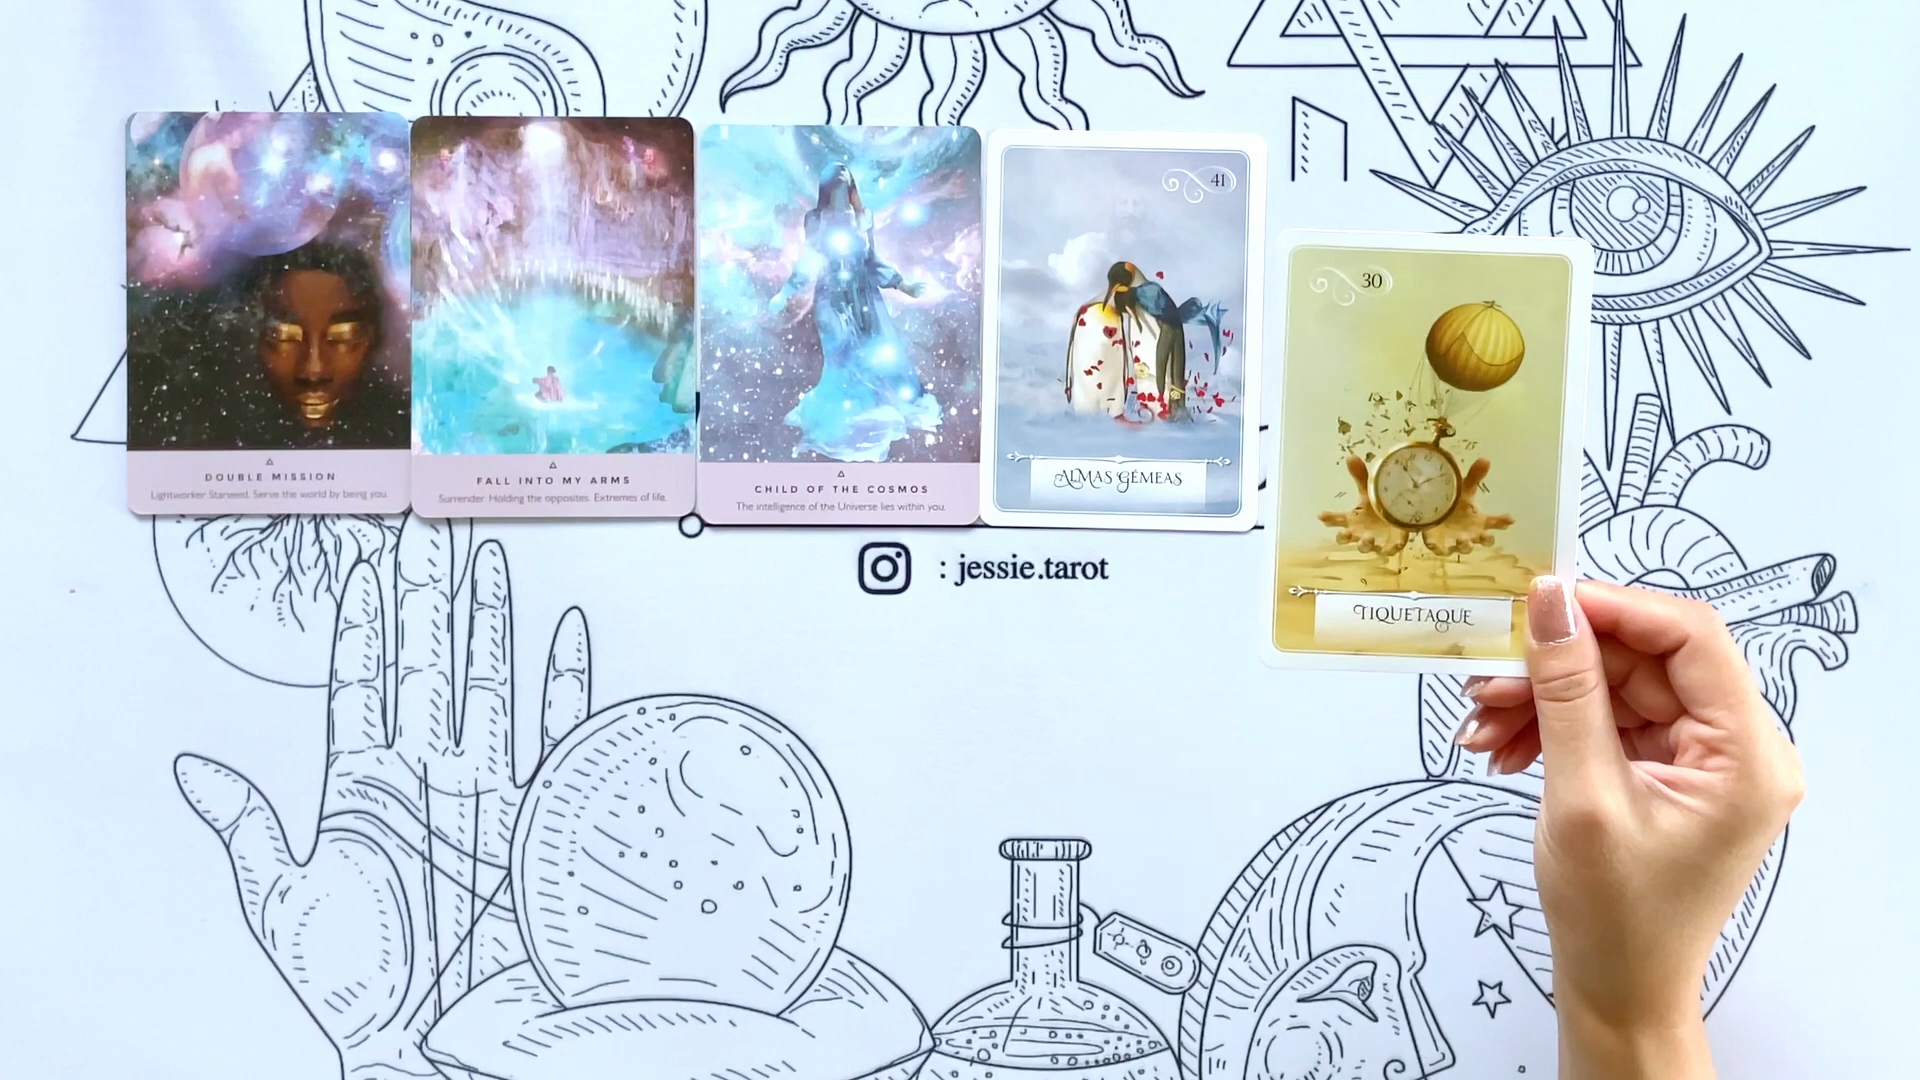 DOUBLE MISSION
Lightworker Starseed. Serve the world by being you.
FALL INTO MY ARMS
Surrender. Holding the opposites. Extremes of life.
CHILD OF THE COSMOS
The intelligence of the Universe lies within you.
41
ALMAS GÊMEAS
30
TIQUETAQUE
: jessie.tarot